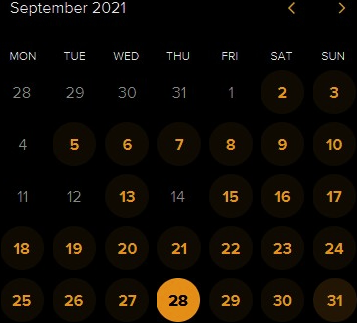 September 2021
MON TUE WED THU FRI SAT SUN
28 29 30 31 1 2 3
4 5 6 7 8 9 10
11 12 13 14 15 16 17
18 19 20 21 22 23 24
25 26 27 28 29 30 31